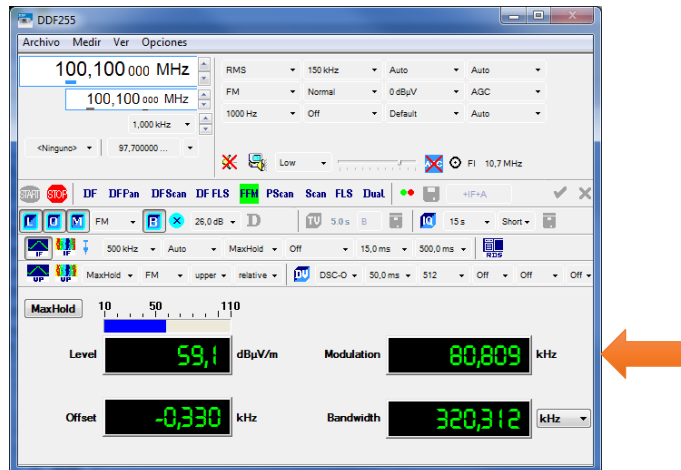 DDF255
Archivo Medir Ver Opciones
100,100 000 MHz
RMS 150 kHz Auto Auto
100,100 000 MHz
FM Normal 0 dBµV AGC
1,000 kHz
1000 Hz Off Default Auto
<Ninguno> 97,700000 ...
Low FI 10,7 MHz
START STOP DF DFPan DFScan DF FLS FFM PScan Scan FLS Dual +IF+A
L O M FM B 26,0 dB D TV 5.0 s 8 IQ 15 s Short
IF IF 500 kHz Auto MaxHold Off 15,0 ms 500,0 ms RDS
UP UP MaxHold FM upper relative DU DSC-O 50,0 ms 512 Off Off Off
MaxHold 10 50 110
Level 59,1 dBµV/m Modulation 80,809 kHz
Offset -0,330 kHz Bandwidth 320,312 kHz